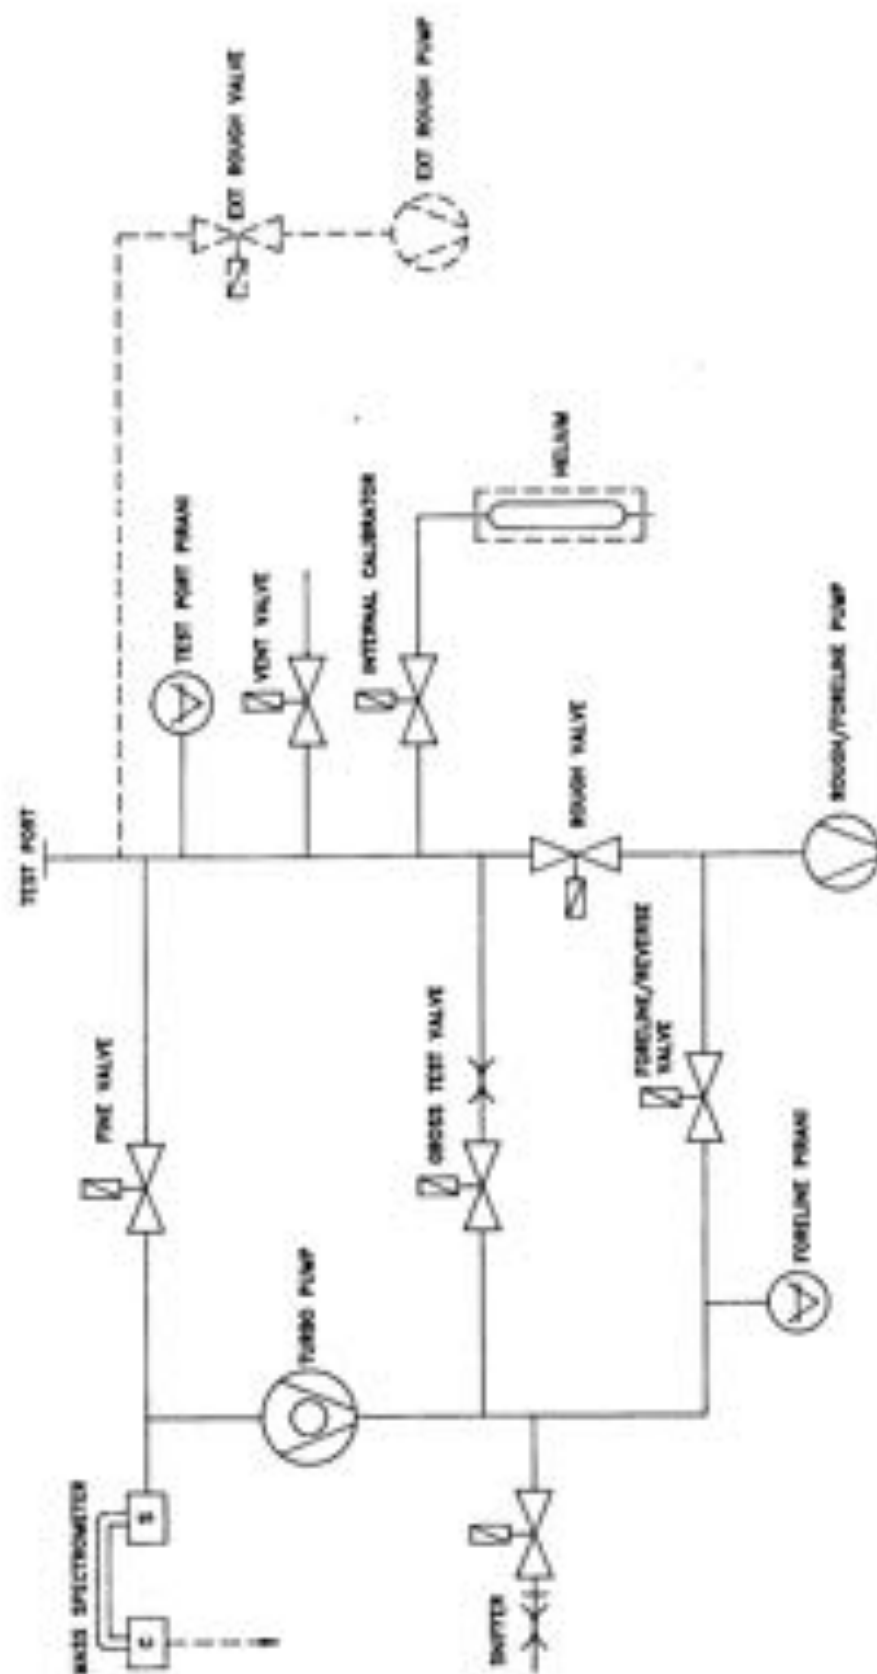 MASS SPECTROMETER
C
S
FINE VALVE
TEST PORT
TURBO PUMP
TEST PORT PIRANI
EXT ROUGH VALVE
VENT VALVE
EXT ROUGH PUMP
INTERNAL CALIBRATOR
GROSS TEST VALVE
SNIFFER
HELIUM
ROUGH VALVE
FORELINE/REVERSE
VALVE
FORELINE PIRANI
ROUGH/FORELINE PUMP